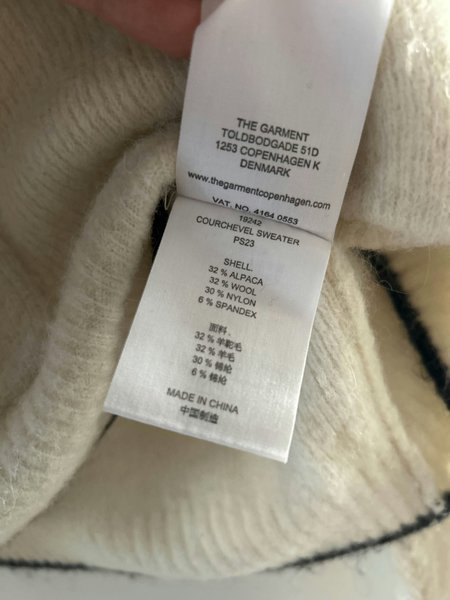 THE GARMENT
TOLDBODGADE 51D
1253 COPENHAGEN K
DENMARK
www.thegarmentcopenhagen.com
VAT. NO. 4164 0553
19242
COURCHEVEL SWEATER
PS23
SHELL.
32 % ALPACA
32 % WOOL
30 % NYLON
6 % SPANDEX
面料.
32 % 羊驼毛
32 % 羊毛
30 % 锦纶
6 % 锦纶
MADE IN CHINA
中国制造